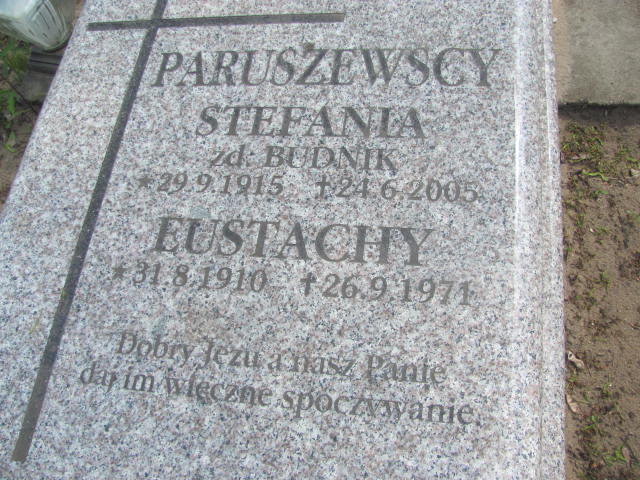 PARUSZEWSCY
STEFANIA
zd. BUDNIK
*29.9.1915 +24.6.2005
EUSTACHY
*31.8.1910 +26.9.1971
Dobry Jezu a nasz Panie
daj im wieczne spoczywanie.